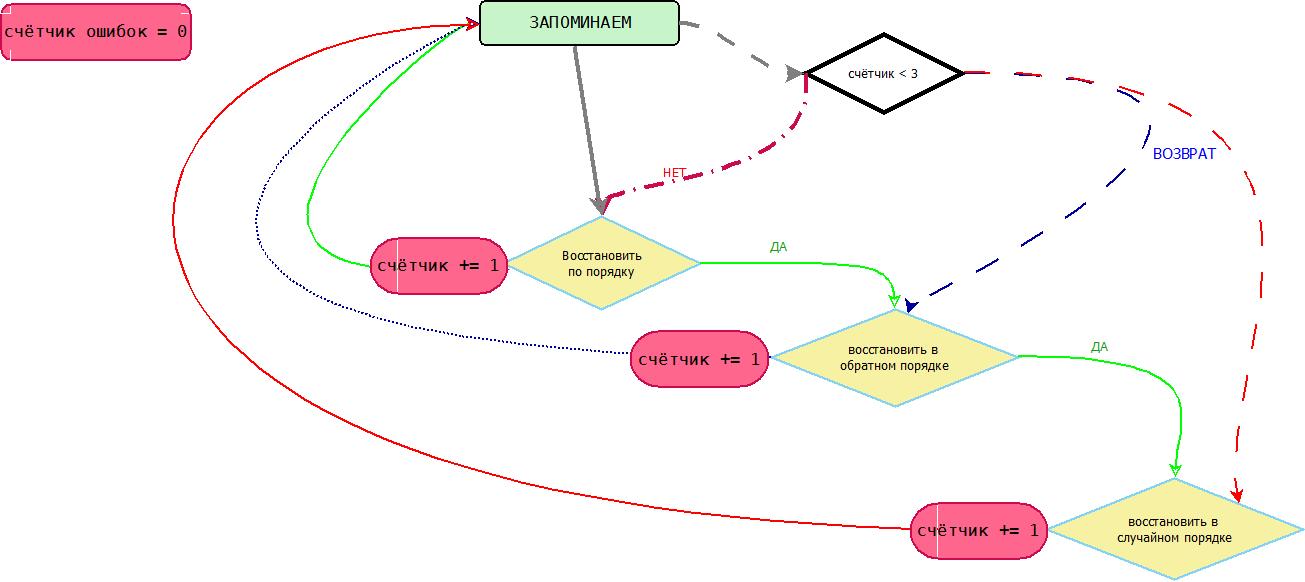 счётчик ошибок = 0
ЗАПОМИНАЕМ
счётчик < 3
ВОЗВРАТ
НЕТ
ДА
Восстановить
по порядку
счётчик += 1
ДА
восстановить в
обратном порядке
счётчик += 1
восстановить в
случайном порядке
счётчик += 1